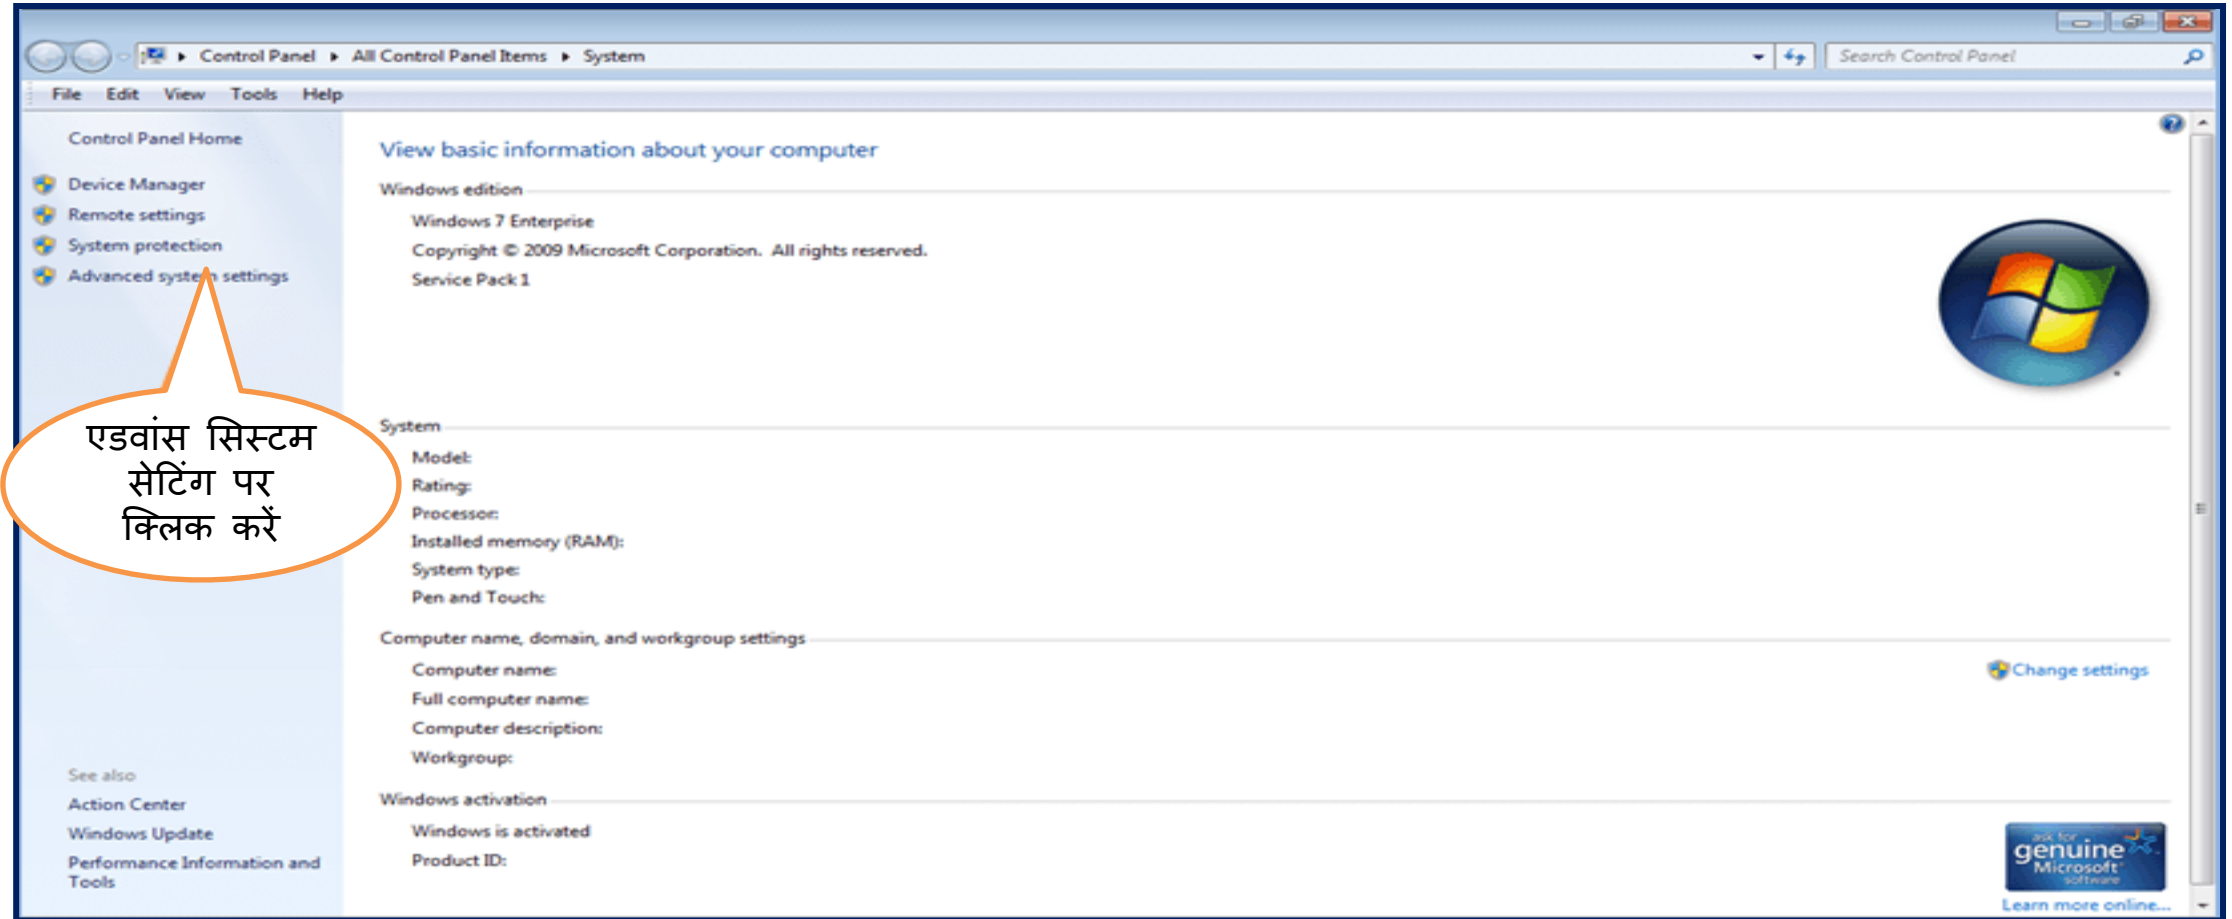 Control Panel ▸ All Control Panel Items ▸ System
Search Control Panel
File Edit View Tools Help
Control Panel Home
Device Manager
Remote settings
System protection
Advanced system settings
एडवांस सिस्टम
सेटिंग पर
क्लिक करें
See also
Action Center
Windows Update
Performance Information and
Tools
View basic information about your computer
Windows edition
Windows 7 Enterprise
Copyright © 2009 Microsoft Corporation. All rights reserved.
Service Pack 1
System
Model:
Rating:
Processor:
Installed memory (RAM):
System type:
Pen and Touch:
Computer name, domain, and workgroup settings
Computer name:
Change settings
Full computer name:
Computer description:
Workgroup:
Windows activation
Windows is activated
Product ID:
ask for
genuine
Microsoft
software
Learn more online...